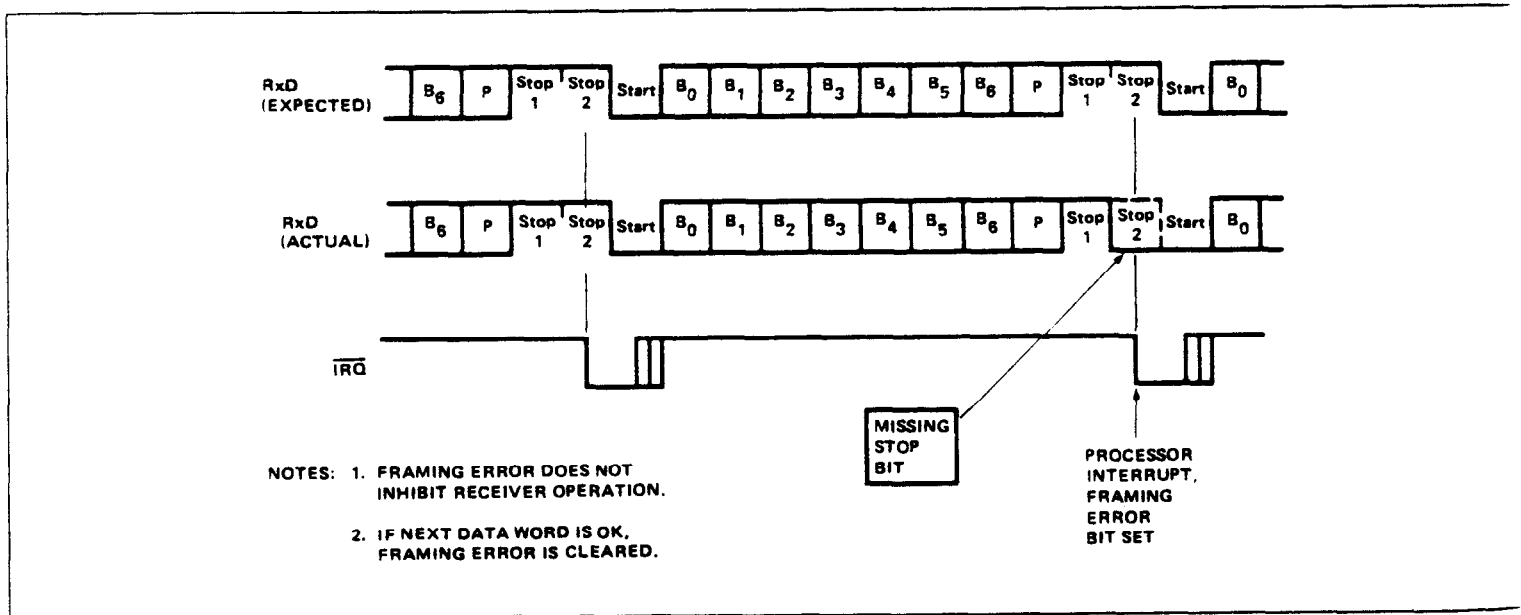 RxD (EXPECTED)
B6 P Stop 1 Stop 2 Start B0 B1 B2 B3 B4 B5 B6 P Stop 1 Stop 2 Start B0
RxD (ACTUAL)
B6 P Stop 1 Stop 2 Start B0 B1 B2 B3 B4 B5 B6 P Stop 1 Stop 2 Start B0
IRQ
MISSING
STOP
BIT
PROCESSOR
INTERRUPT,
FRAMING
ERROR
BIT SET
NOTES: 1. FRAMING ERROR DOES NOT
INHIBIT RECEIVER OPERATION.
2. IF NEXT DATA WORD IS OK,
FRAMING ERROR IS CLEARED.